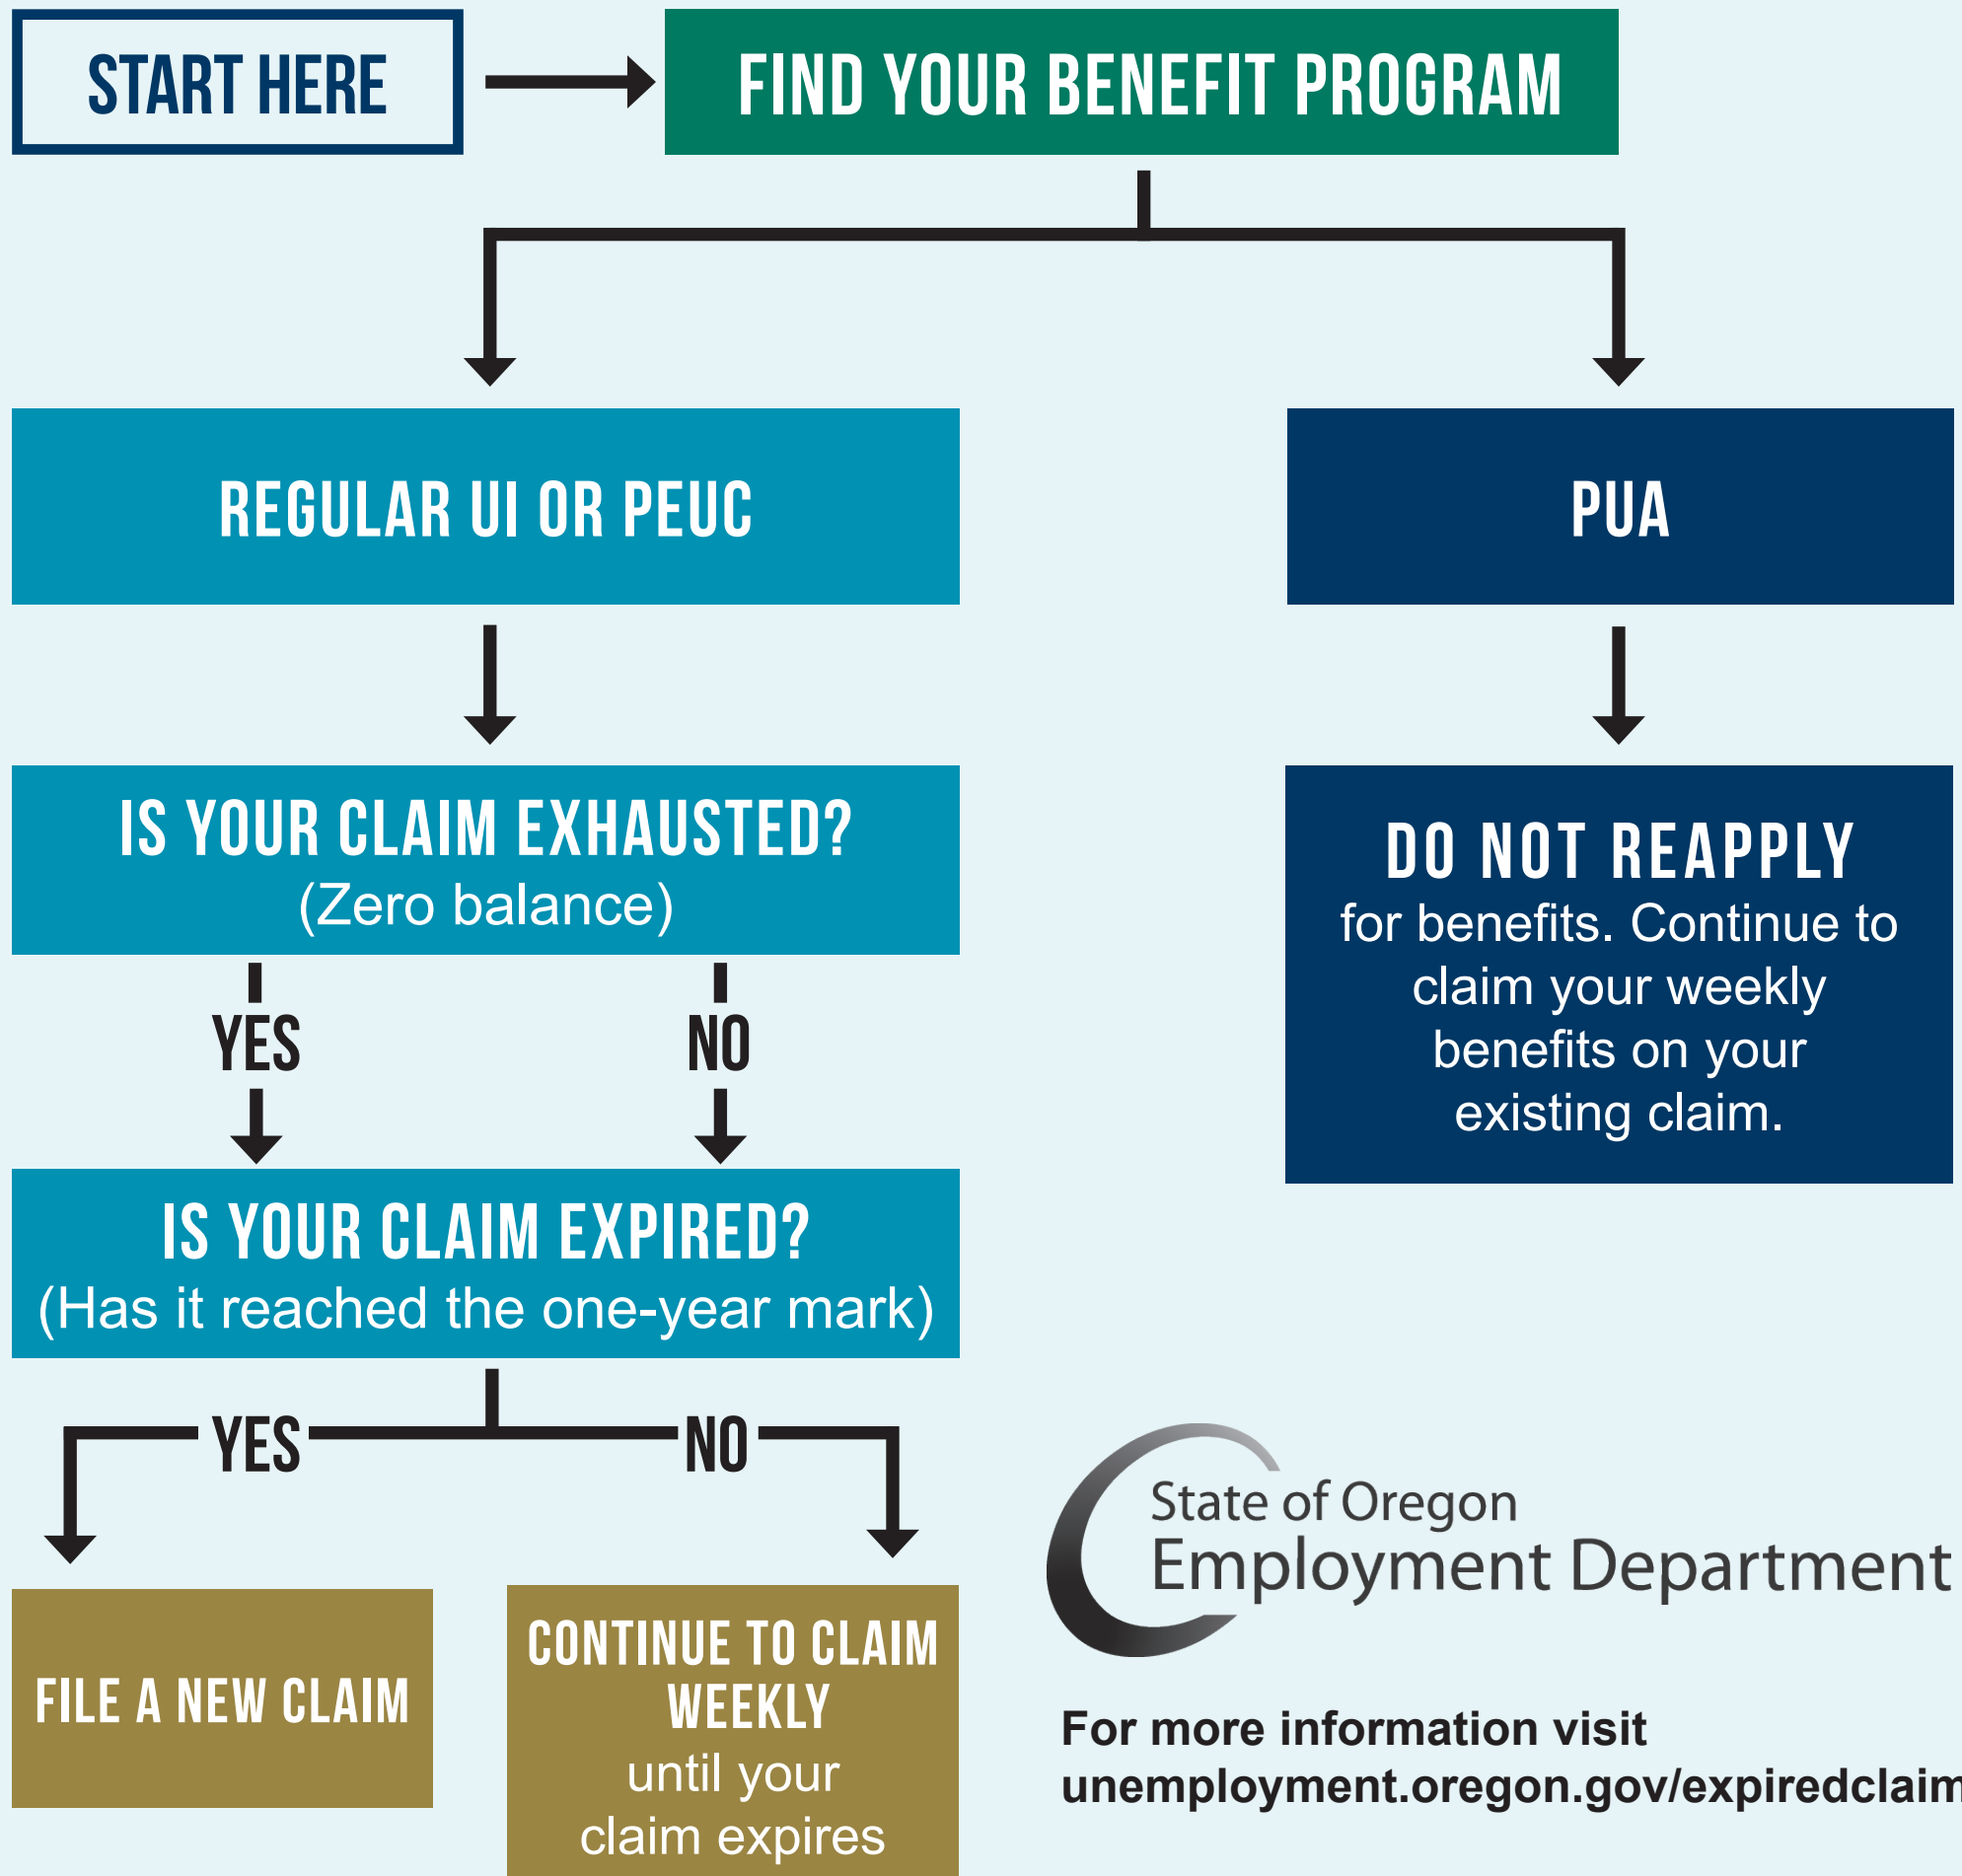 START HERE
FIND YOUR BENEFIT PROGRAM
REGULAR UI OR PEUC
PUA
IS YOUR CLAIM EXHAUSTED?
(Zero balance)
YES
NO
DO NOT REAPPLY
for benefits. Continue to
claim your weekly
benefits on your
existing claim.
IS YOUR CLAIM EXPIRED?
(Has it reached the one-year mark)
YES
NO
FILE A NEW CLAIM
CONTINUE TO CLAIM
WEEKLY
until your
claim expires
State of Oregon
Employment Department
For more information visit
unemployment.oregon.gov/expiredclaim